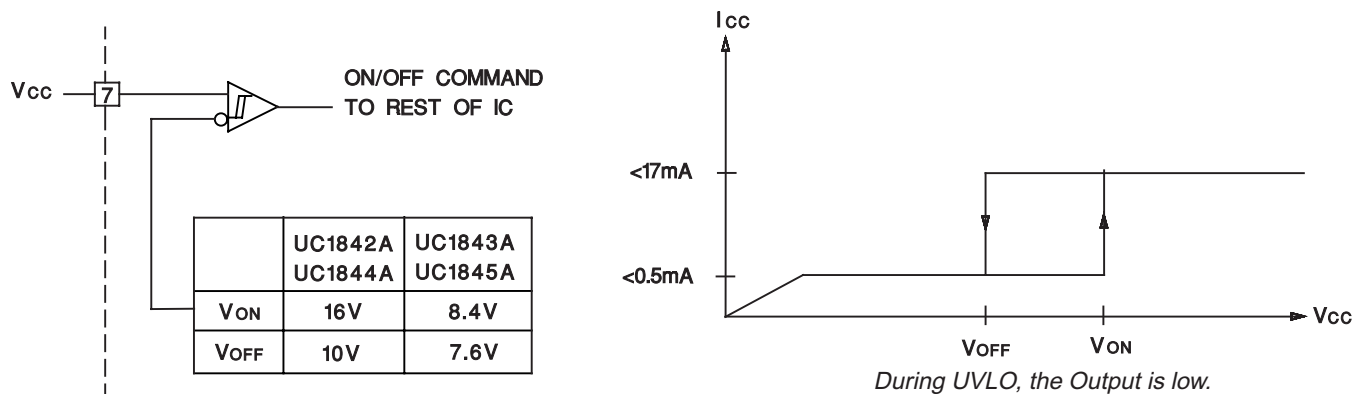 Vcc
7
ON/OFF COMMAND
TO REST OF IC
UC1842A UC1843A
UC1844A UC1845A
VON 16V 8.4V
VOFF 10V 7.6V
Icc
<17mA
<0.5mA
Vcc
VOFF VON
During UVLO, the Output is low.